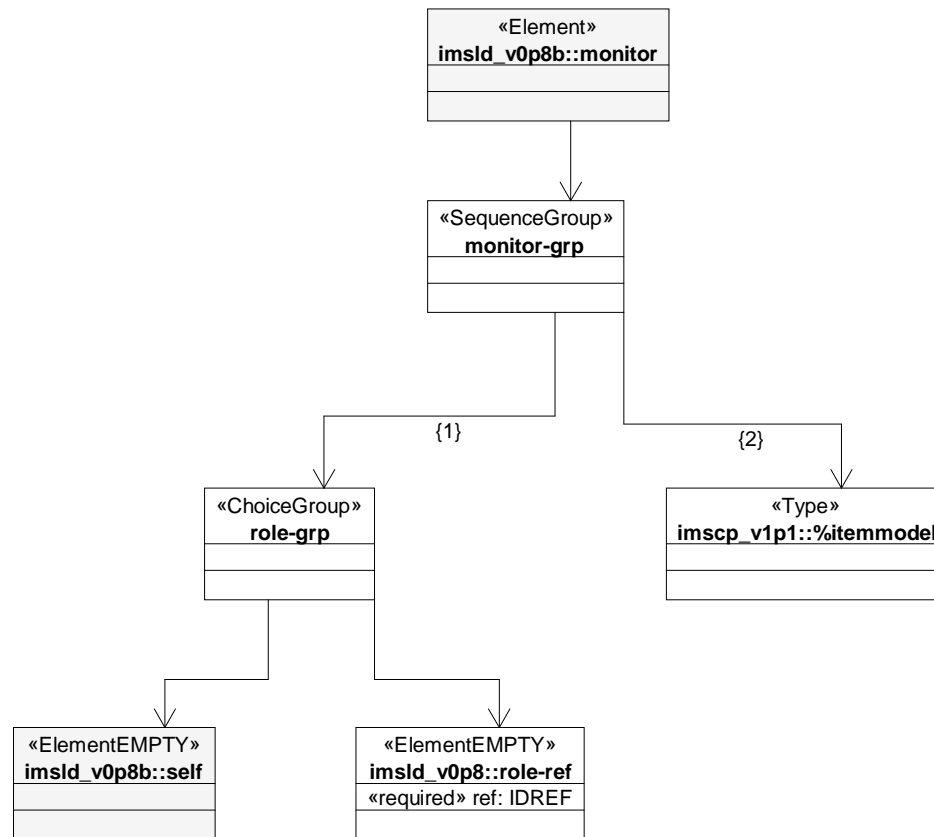 «Element»
imsld_v0p8b::monitor
«SequenceGroup»
monitor-grp
{1}
{2}
«ChoiceGroup»
role-grp
«Type»
imscp_v1p1::%itemmodel
«ElementEMPTY»
imsld_v0p8b::self
«ElementEMPTY»
imsld_v0p8::role-ref
«required» ref: IDREF